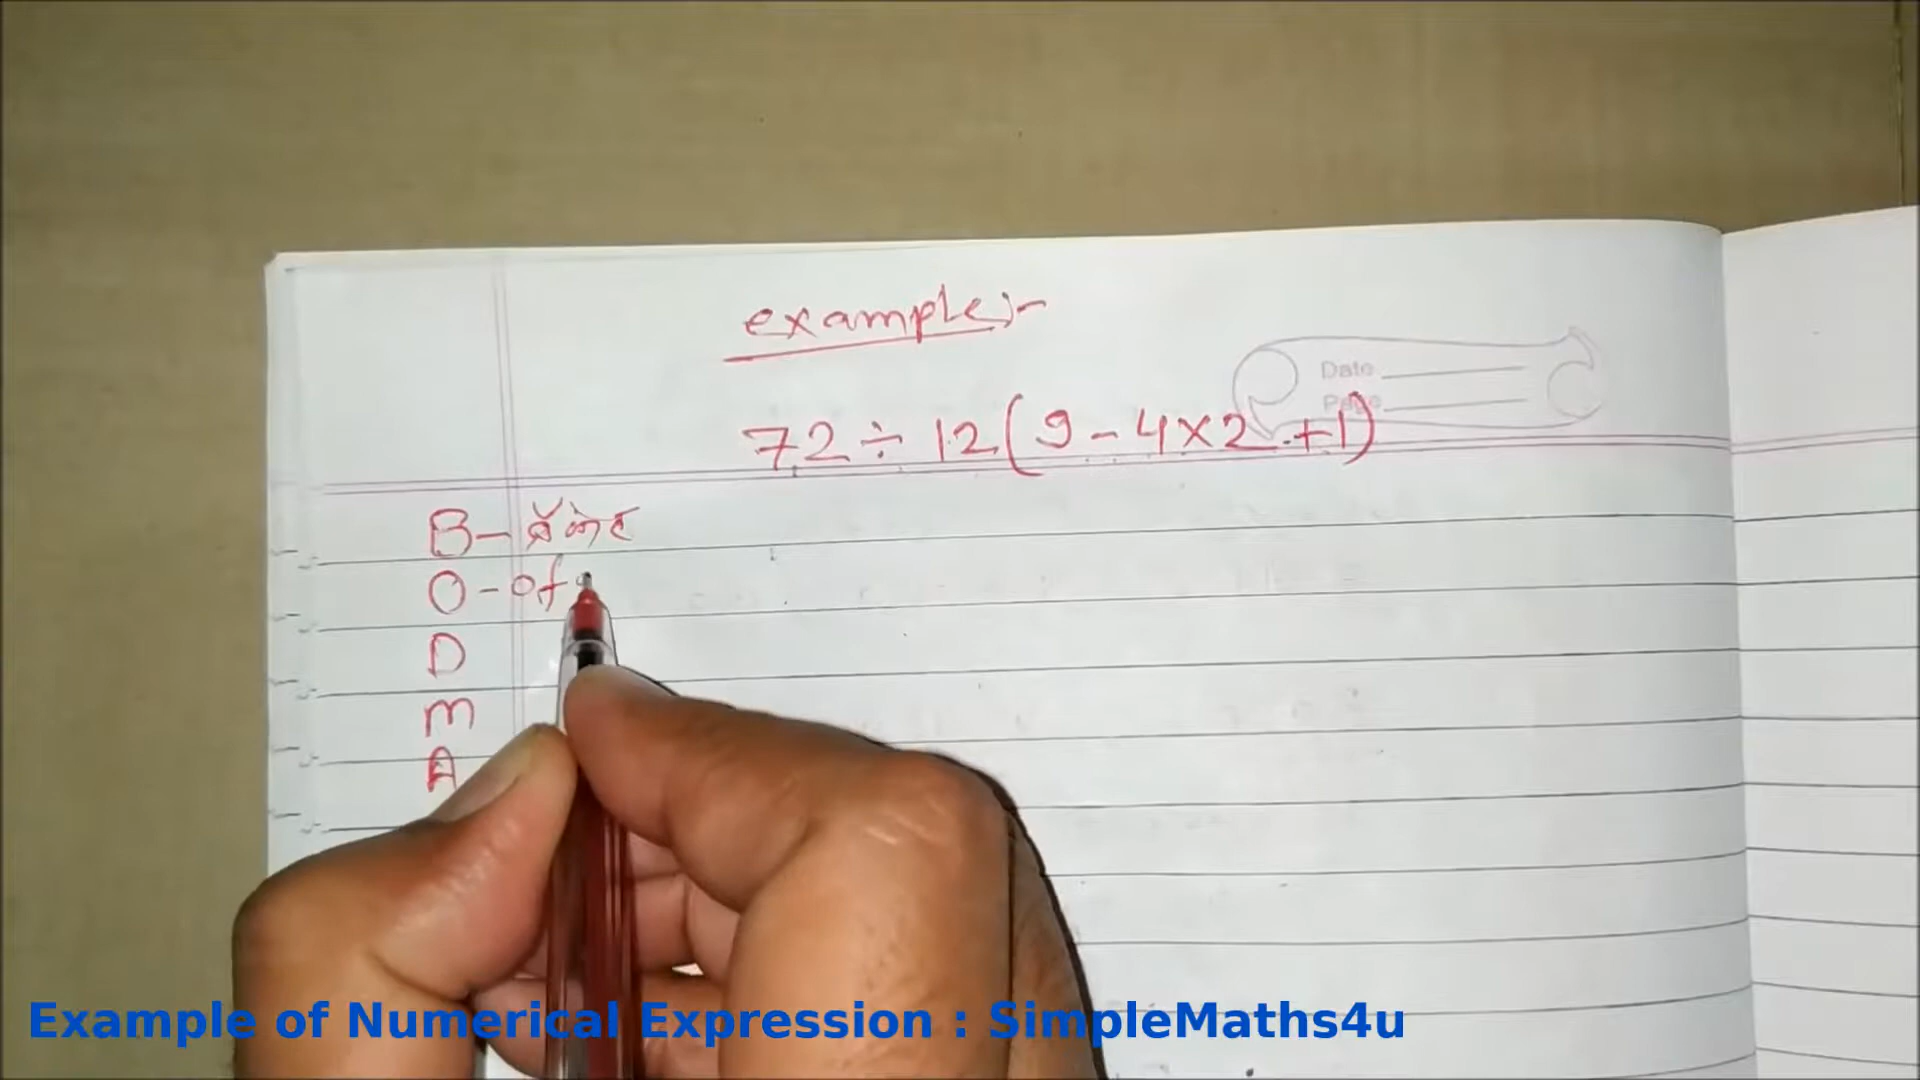 example:-
Date
Page
72 ÷ 12(9 - 4×2 + 1)
B -
O - of
D
M
A
Example of Numerical Expression : SimpleMaths4u